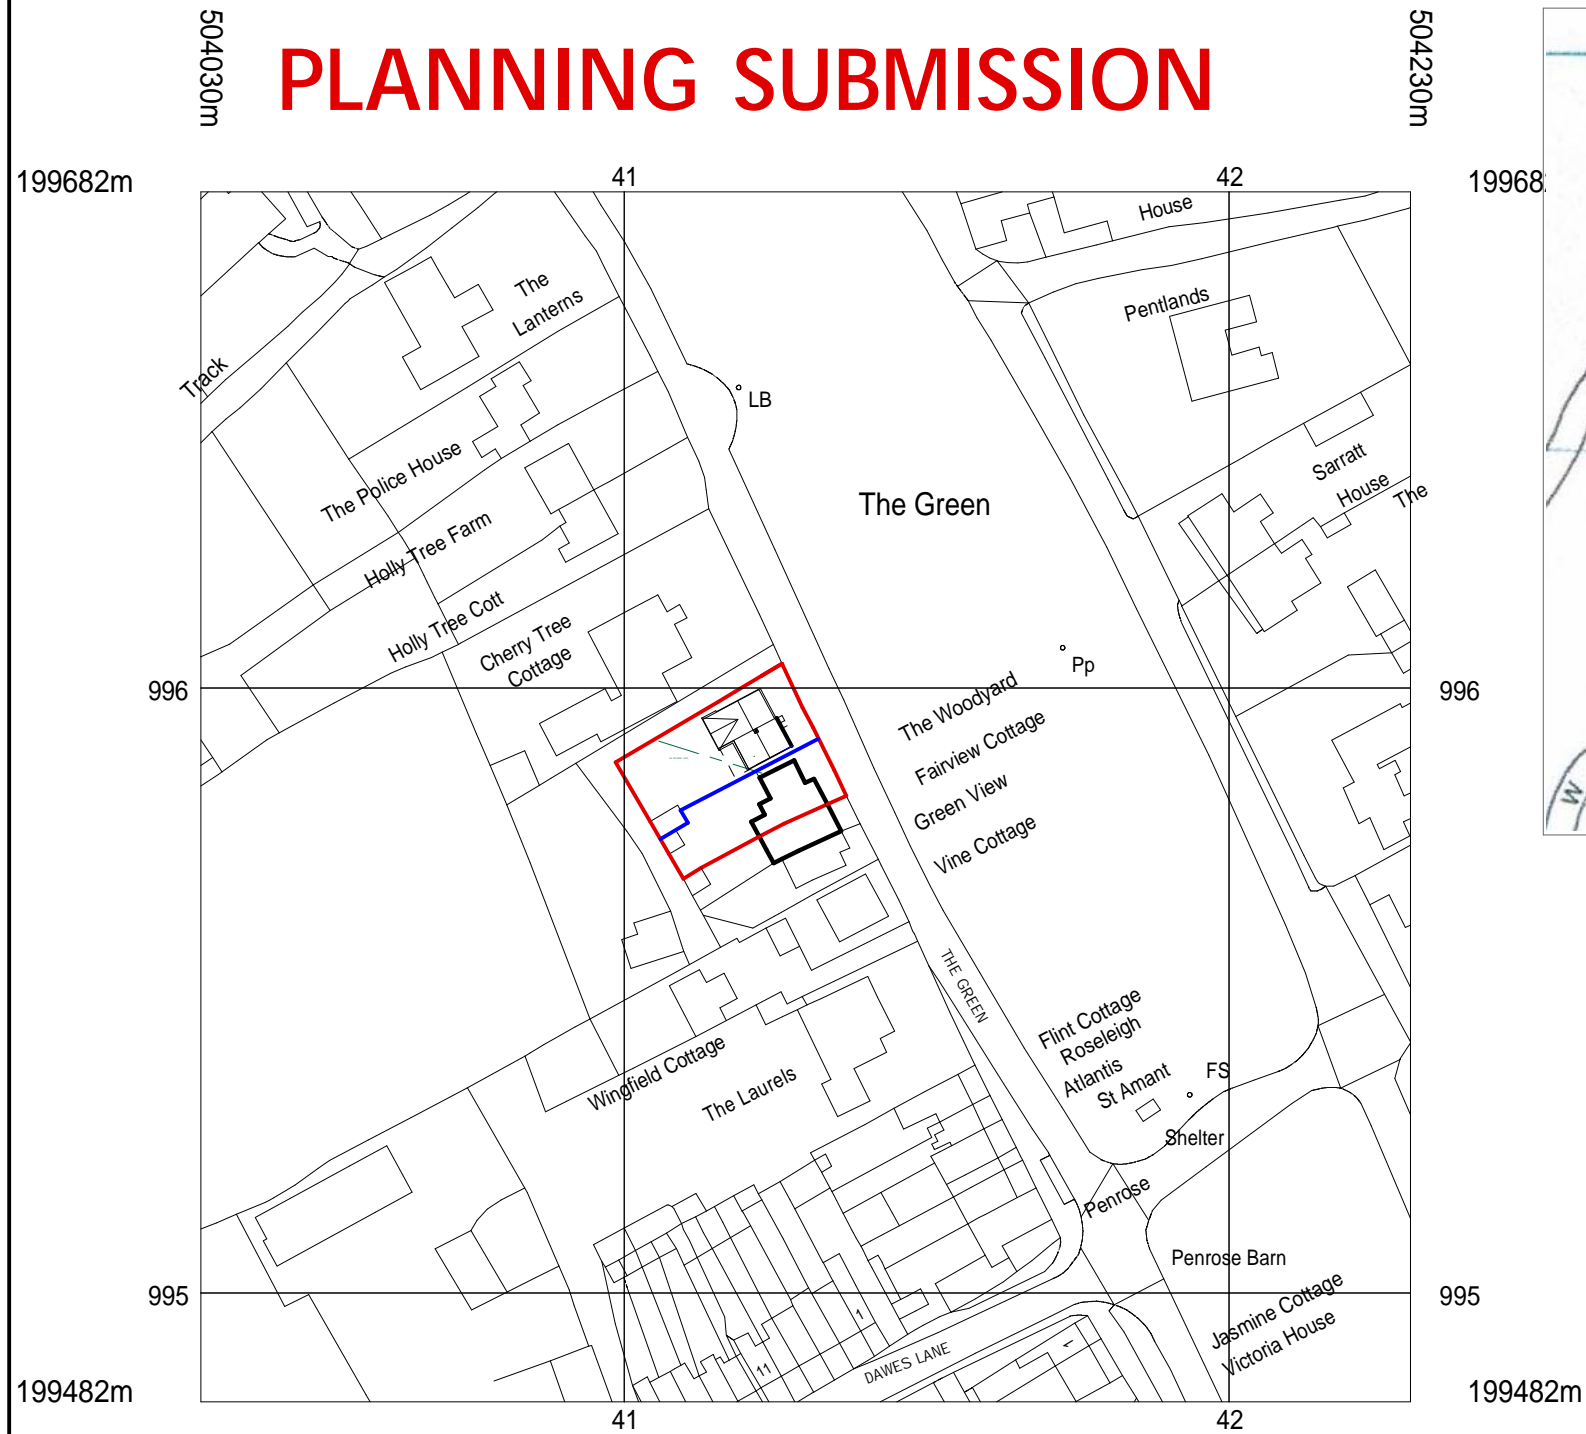 504030m
504230m
PLANNING SUBMISSION
199682m
41
42
19968
House
The
Lanterns
Pentlands
Track
LB
The Police House
The Green
Sarratt
House
The
Holly Tree Farm
Holly Tree Cott
Cherry Tree
Cottage
Pp
996
996
The Woodyard
Fairview Cottage
Green View
Vine Cottage
W
THE GREEN
Flint Cottage
Roseleigh
Atlantis
St Amant
FS
Shelter
Wingfield Cottage
The Laurels
Penrose
Penrose Barn
995
995
Jasmine Cottage
Victoria House
1
11
1
DAWES LANE
199482m
199482m
41
42